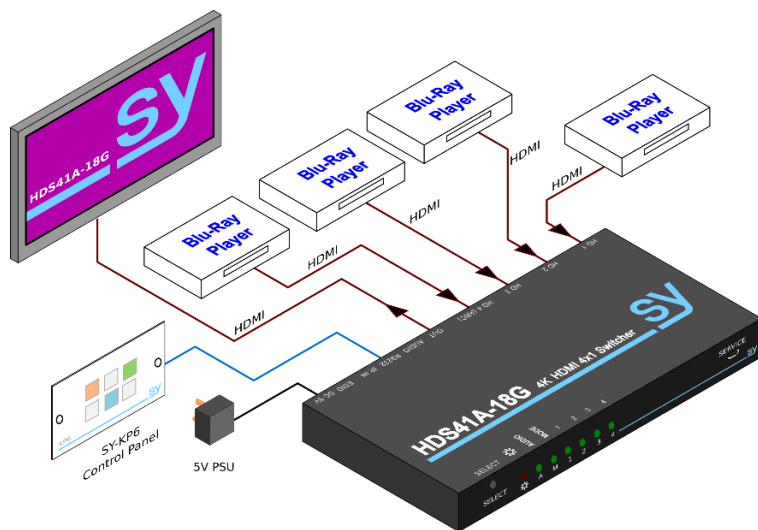 sy
HDS41A-18G
Blu-Ray
Player
Blu-Ray
Player
Blu-Ray
Player
Blu-Ray
Player
HDMI
HDMI
HDMI
HDMI
HDMI
HD 1
HD 2
HD 3
HD 4 (ARC)
OUT
AUDIO
RS232
IR IN
EDID
DC 5V
sy
HDS41A-18G 4K HDMI 4x1 Switcher
SERVICE
SELECT
AUDIO
MODE
1
2
3
4
SELECT
A
M
1
2
3
4
KP6
sy
SY-KP6
Control Panel
5V PSU